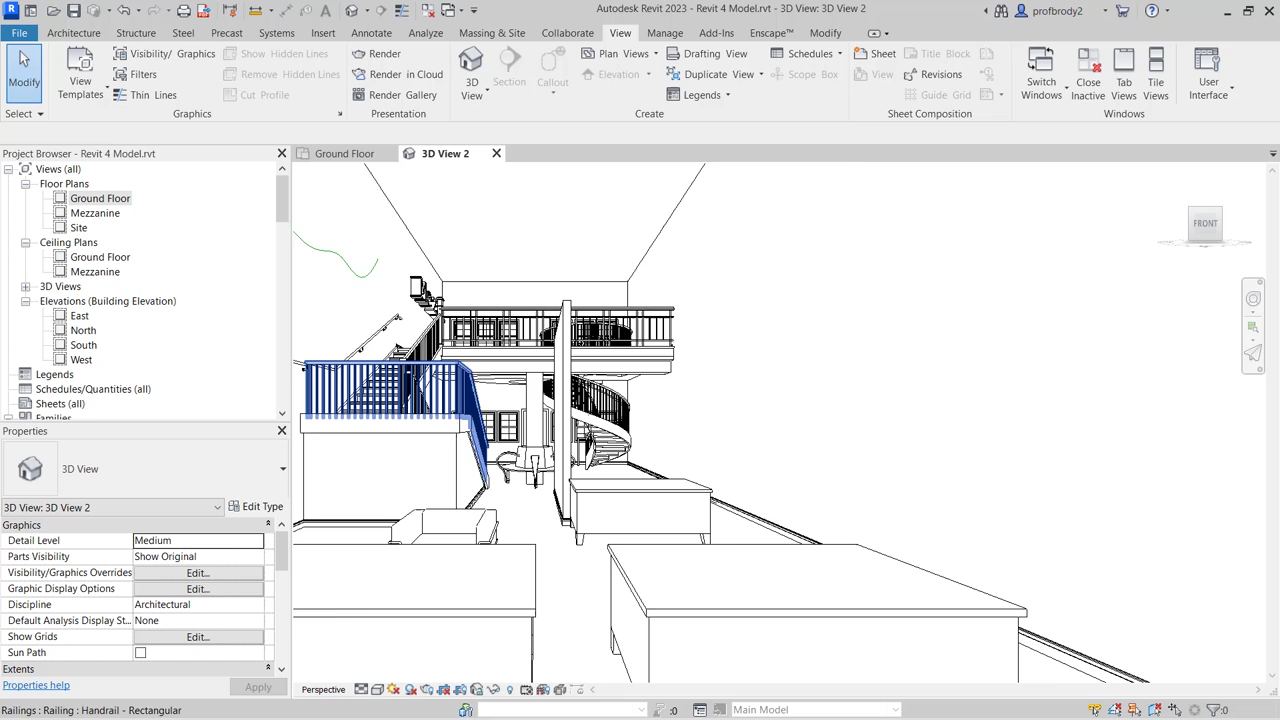 Autodesk Revit 2023 - Revit 4 Model.rvt - 3D View: 3D View 2
profbrody2
File
Architecture
Structure
Steel
Precast
Systems
Insert
Annotate
Analyze
Massing & Site
Collaborate
View
Manage
Add-Ins
Enscape™
Modify
Modify
Select
View
Templates
Visibility/ Graphics
Filters
Thin Lines
Show Hidden Lines
Remove Hidden Lines
Cut Profile
Graphics
Render
Render in Cloud
Render Gallery
Presentation
3D
View
Section
Callout
Plan Views
Elevation
Drafting View
Duplicate View
Legends
Schedules
Scope Box
Create
Sheet
View
Title Block
Revisions
Guide Grid
Sheet Composition
Switch
Windows
Close
Inactive
Tab
Views
Tile
Views
Windows
User
Interface
Project Browser - Revit 4 Model.rvt
Views (all)
Floor Plans
Ground Floor
Mezzanine
Site
Ceiling Plans
Ground Floor
Mezzanine
3D Views
Elevations (Building Elevation)
East
North
South
West
Legends
Schedules/Quantities (all)
Sheets (all)
Families
Ground Floor
3D View 2
FRONT
Properties
3D View
3D View: 3D View 2
Edit Type
Graphics
Detail Level Medium
Parts Visibility Show Original
Visibility/Graphics Overrides Edit...
Graphic Display Options Edit...
Discipline Architectural
Default Analysis Display St... None
Show Grids Edit...
Sun Path
Extents
Properties help
Apply
Perspective
Railings : Railing : Handrail - Rectangular
:0
Main Model
:0